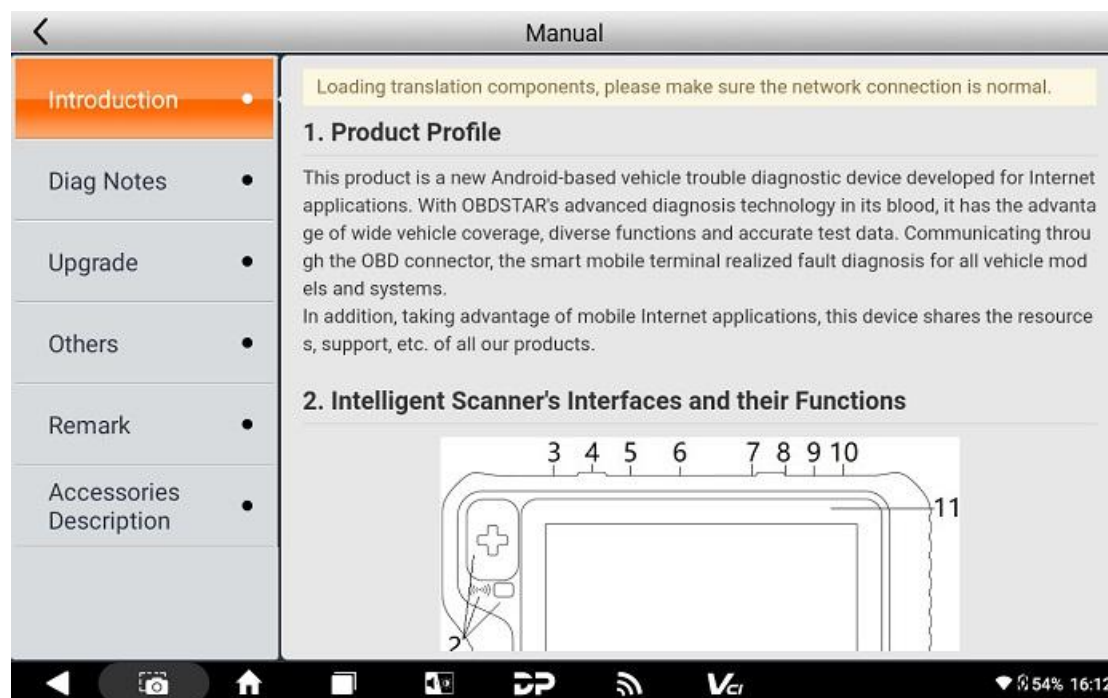 Manual
Introduction
Diag Notes
Upgrade
Others
Remark
Accessories
Description
Loading translation components, please make sure the network connection is normal.
1. Product Profile
This product is a new Android-based vehicle trouble diagnostic device developed for Internet
applications. With OBDSTAR's advanced diagnosis technology in its blood, it has the advanta
ge of wide vehicle coverage, diverse functions and accurate test data. Communicating throu
gh the OBD connector, the smart mobile terminal realized fault diagnosis for all vehicle mod
els and systems.
In addition, taking advantage of mobile Internet applications, this device shares the resource
s, support, etc. of all our products.
2. Intelligent Scanner's Interfaces and their Functions
3 4 5 6 7 8 9 10
11
2
DP VCI 54% 16:12